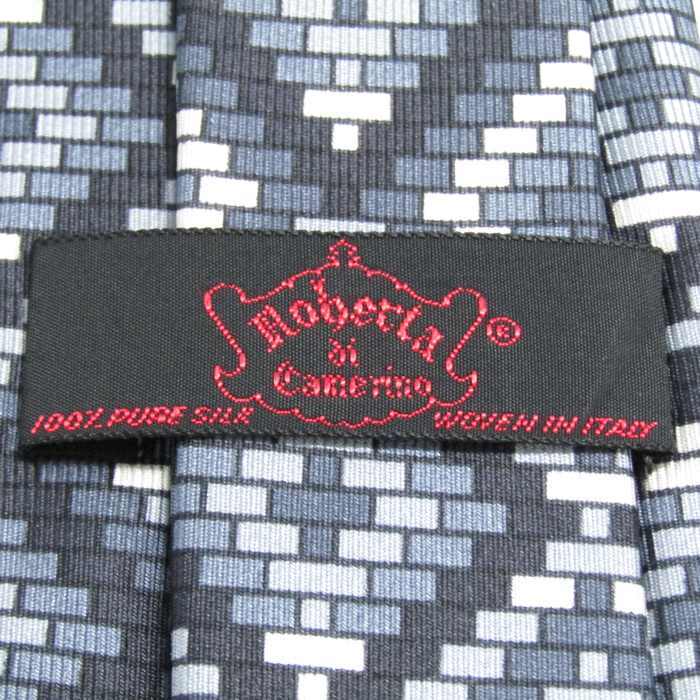 Roberta
di
Camerino ®
100% PURE SILK WOVEN IN ITALY